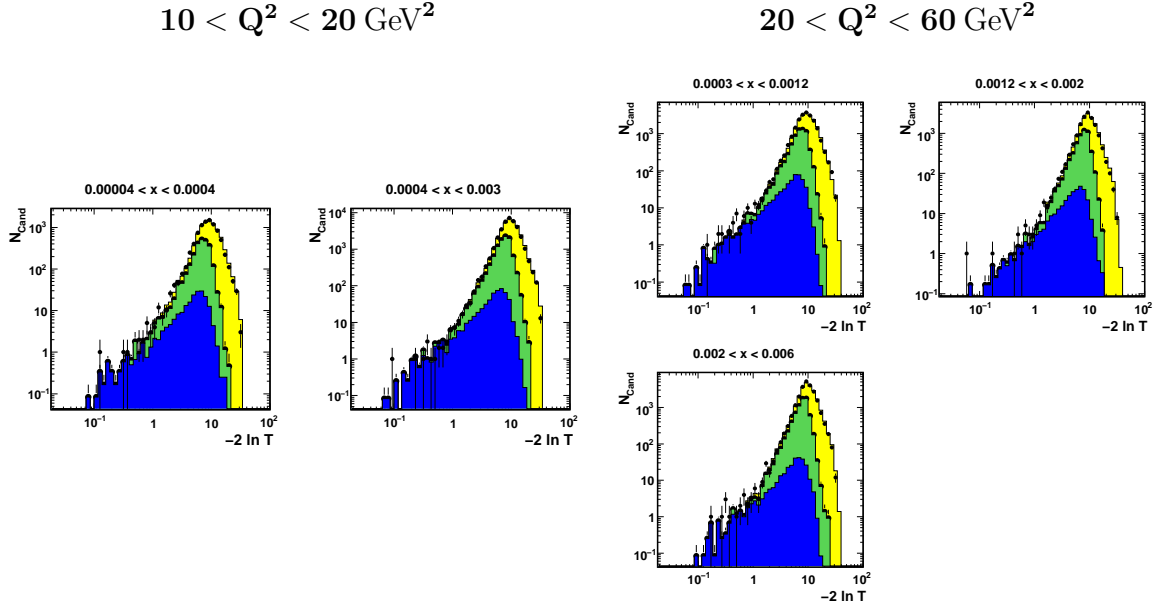 10 < Q² < 20 GeV²
20 < Q² < 60 GeV²
0.00004 < x < 0.0004
N_Cand
10³
10²
10
1
10⁻¹
10⁻¹ 1 10 10²
−2 ln T
0.0004 < x < 0.003
N_Cand
10⁴
10³
10²
10
1
10⁻¹
10⁻¹ 1 10 10²
−2 ln T
0.0003 < x < 0.0012
N_Cand
10³
10²
10
1
10⁻¹
10⁻¹ 1 10 10²
−2 ln T
0.0012 < x < 0.002
N_Cand
10³
10²
10
1
10⁻¹
10⁻¹ 1 10 10²
−2 ln T
0.002 < x < 0.006
N_Cand
10³
10²
10
1
10⁻¹
10⁻¹ 1 10 10²
−2 ln T